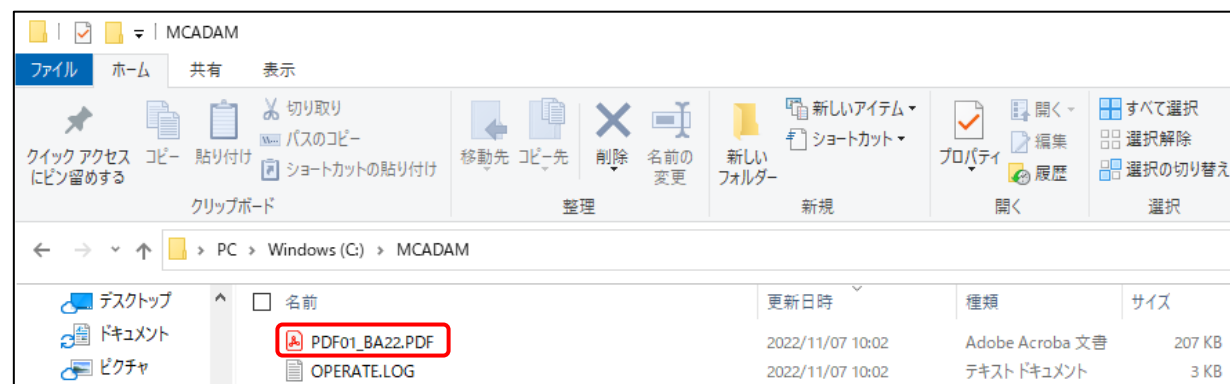 MCADAM
ファイル ホーム 共有 表示
クイック アクセス
にピン留めする
コピー
貼り付け
切り取り
パスのコピー
ショートカットの貼り付け
クリップボード
移動先
コピー先
削除
名前の
変更
整理
新しい
フォルダー
新しいアイテム
ショートカット
新規
プロパティ
開く
編集
履歴
開く
すべて選択
選択解除
選択の切り替え
選択
PC › Windows (C:) › MCADAM
デスクトップ
ドキュメント
ピクチャ
名前 更新日時 種類 サイズ
PDF01_BA22.PDF 2022/11/07 10:02 Adobe Acroba 文書 207 KB
OPERATE.LOG 2022/11/07 10:02 テキスト ドキュメント 3 KB